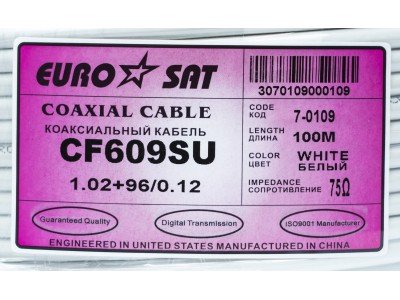 EURO SAT
3070109000109
COAXIAL CABLE
КОАКСИАЛЬНЫЙ КАБЕЛЬ
CF609SU
1.02+96/0.12
CODE
КОД
7-0109
LENGTH
ДЛИНА
100M
COLOR
ЦВЕТ
WHITE
БЕЛЫЙ
IMPEDANCE
СОПРОТИВЛЕНИЕ
75Ω
Guaranteed Quality
Digital Transmission
ISO9001 Manufacturer
ENGINEERED IN UNITED STATES MANUFACTURED IN CHINA